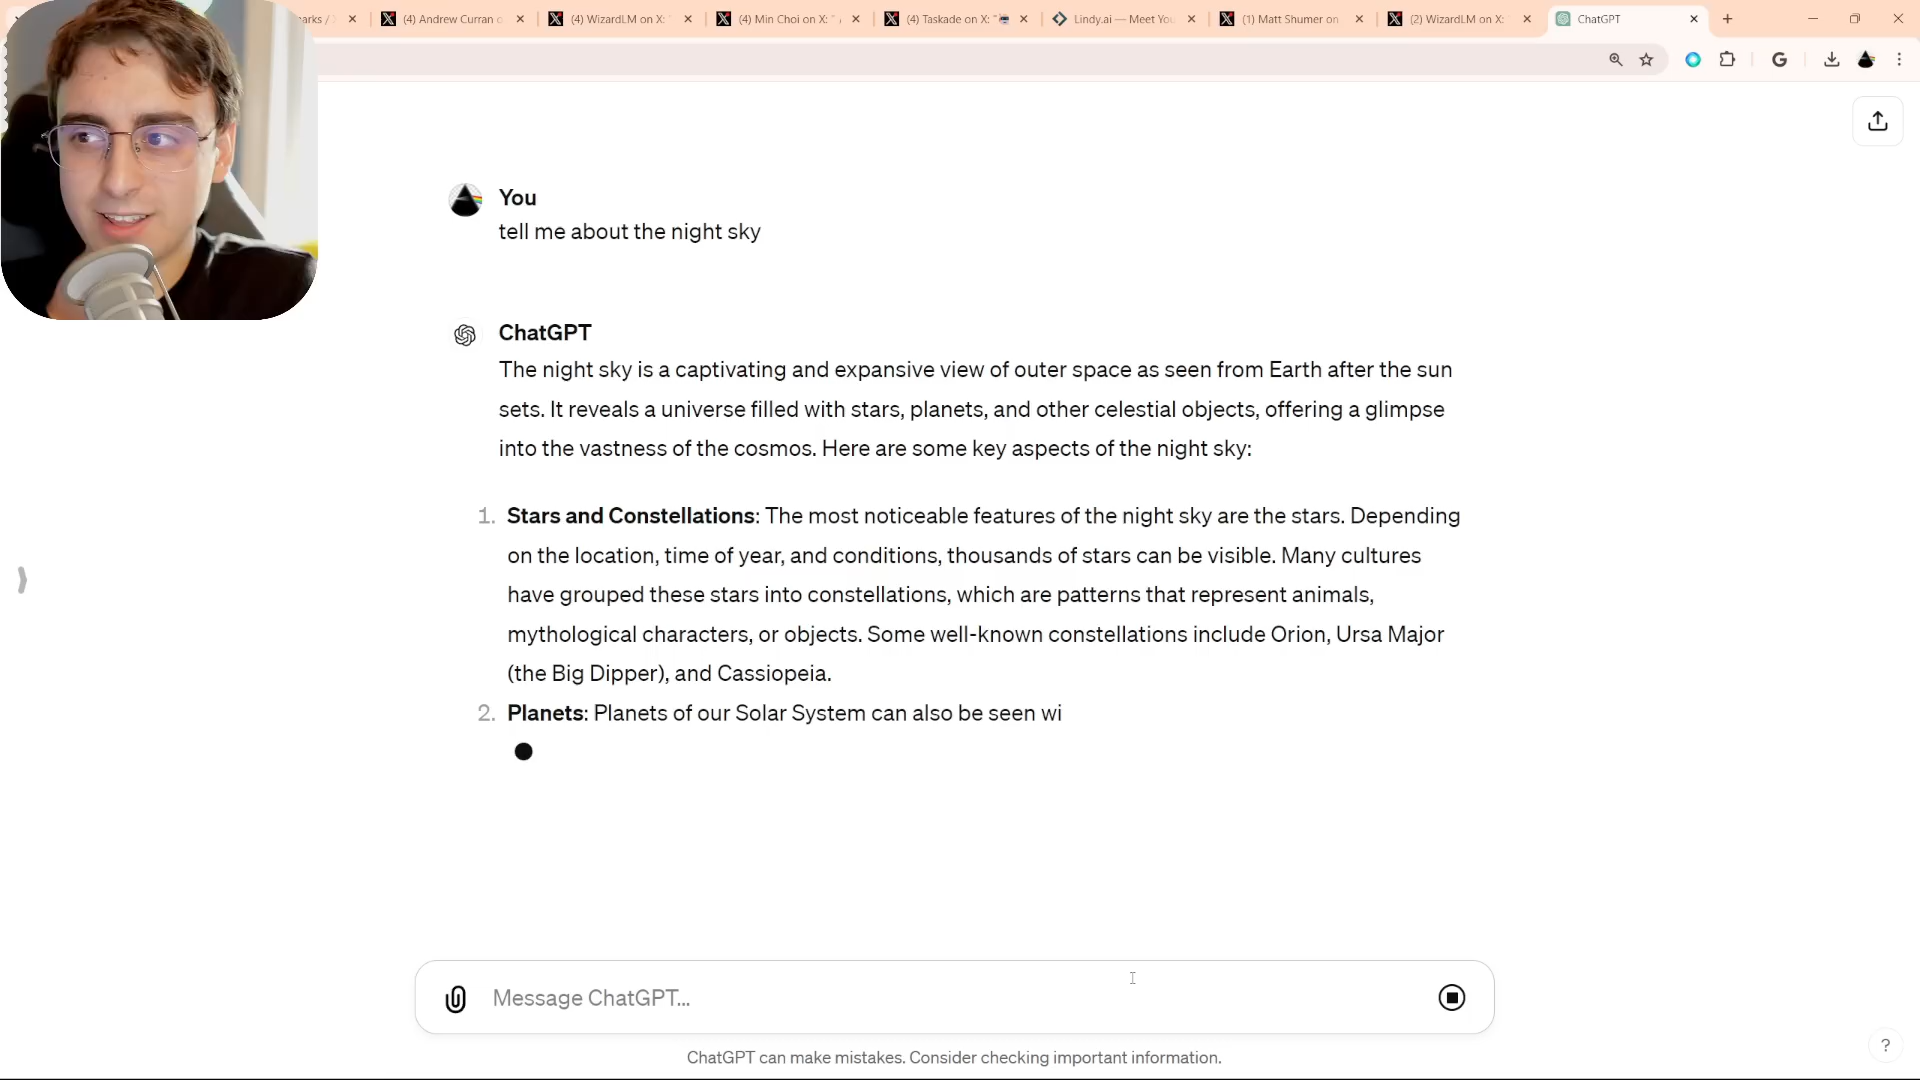 arks /
(4) Andrew Curran o
(4) WizardLM on X:
(4) Min Choi on X: "
(4) Taskade on X: "
Lindy.ai — Meet You
(1) Matt Shumer on
(2) WizardLM on X:
ChatGPT
You
tell me about the night sky
ChatGPT
The night sky is a captivating and expansive view of outer space as seen from Earth after the sun
sets. It reveals a universe filled with stars, planets, and other celestial objects, offering a glimpse
into the vastness of the cosmos. Here are some key aspects of the night sky:
1. Stars and Constellations: The most noticeable features of the night sky are the stars. Depending
on the location, time of year, and conditions, thousands of stars can be visible. Many cultures
have grouped these stars into constellations, which are patterns that represent animals,
mythological characters, or objects. Some well-known constellations include Orion, Ursa Major
(the Big Dipper), and Cassiopeia.
2. Planets: Planets of our Solar System can also be seen wi
Message ChatGPT...
ChatGPT can make mistakes. Consider checking important information.
?